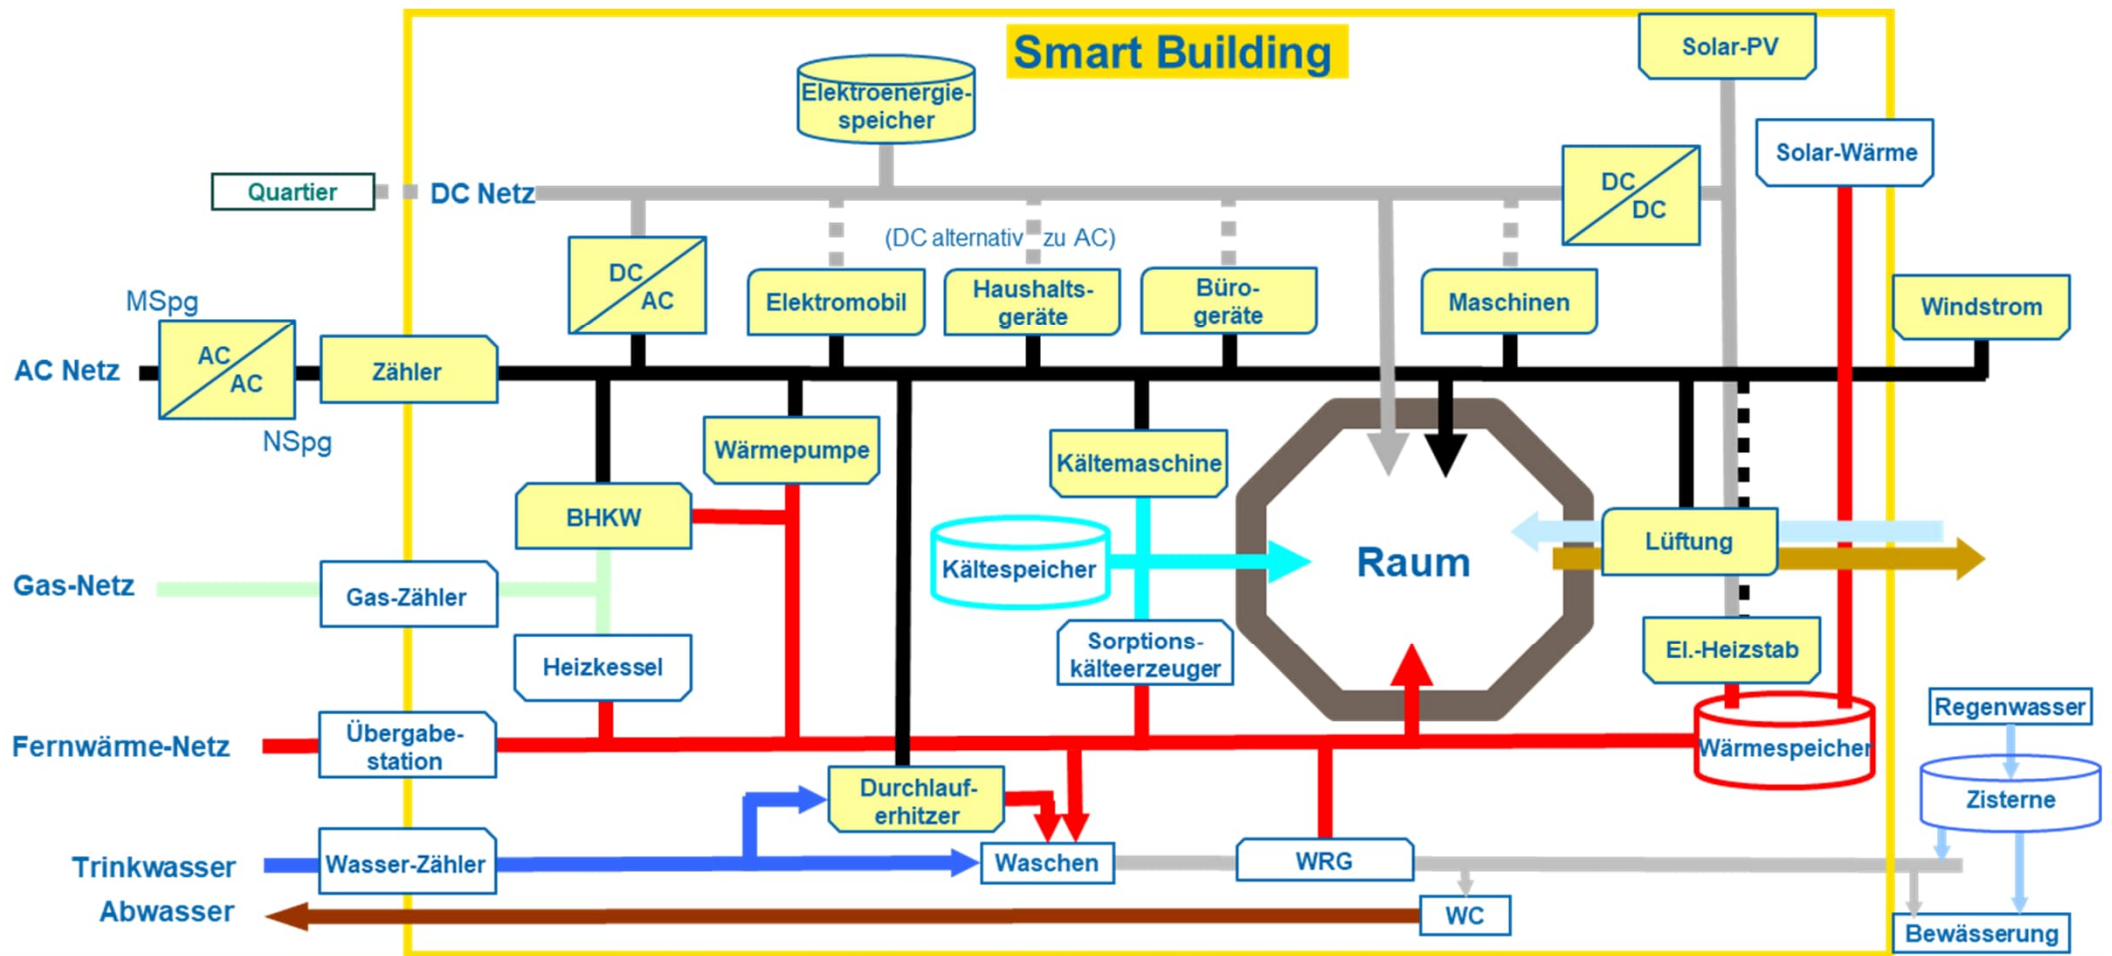 Smart Building
Solar-PV
Elektroenergie-
speicher
Solar-Wärme
Quartier
DC Netz
DC
DC
(DC alternativ zu AC)
DC
AC
Elektromobil
Haushalts-
geräte
Büro-
geräte
Maschinen
Windstrom
MSpg
AC Netz
AC
AC
Zähler
NSpg
Wärmepumpe
Kältemaschine
BHKW
Lüftung
Raum
Kältespeicher
Gas-Netz
Gas-Zähler
Sorptions-
kälteerzeuger
El.-Heizstab
Heizkessel
Regenwasser
Fernwärme-Netz
Übergabe-
station
Wärmespeicher
Durchlauf-
erhitzer
Zisterne
Trinkwasser
Wasser-Zähler
Waschen
WRG
Abwasser
WC
Bewässerung